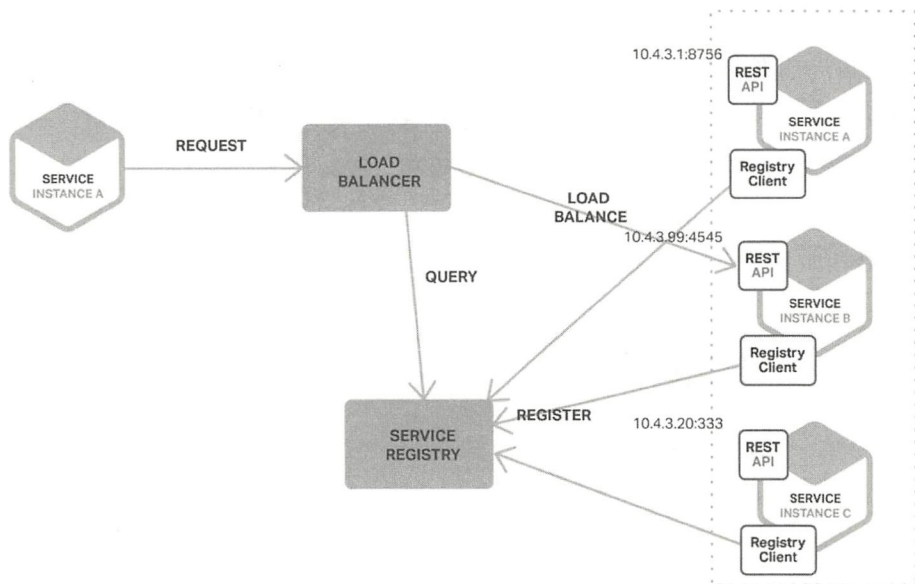 10.4.3.1:8756
REST
API
SERVICE
INSTANCE A
Registry
Client
SERVICE
INSTANCE A
REQUEST
LOAD
BALANCER
LOAD
BALANCE
10.4.3.99:4545
REST
API
SERVICE
INSTANCE B
Registry
Client
QUERY
SERVICE
REGISTRY
REGISTER
10.4.3.20:333
REST
API
SERVICE
INSTANCE C
Registry
Client